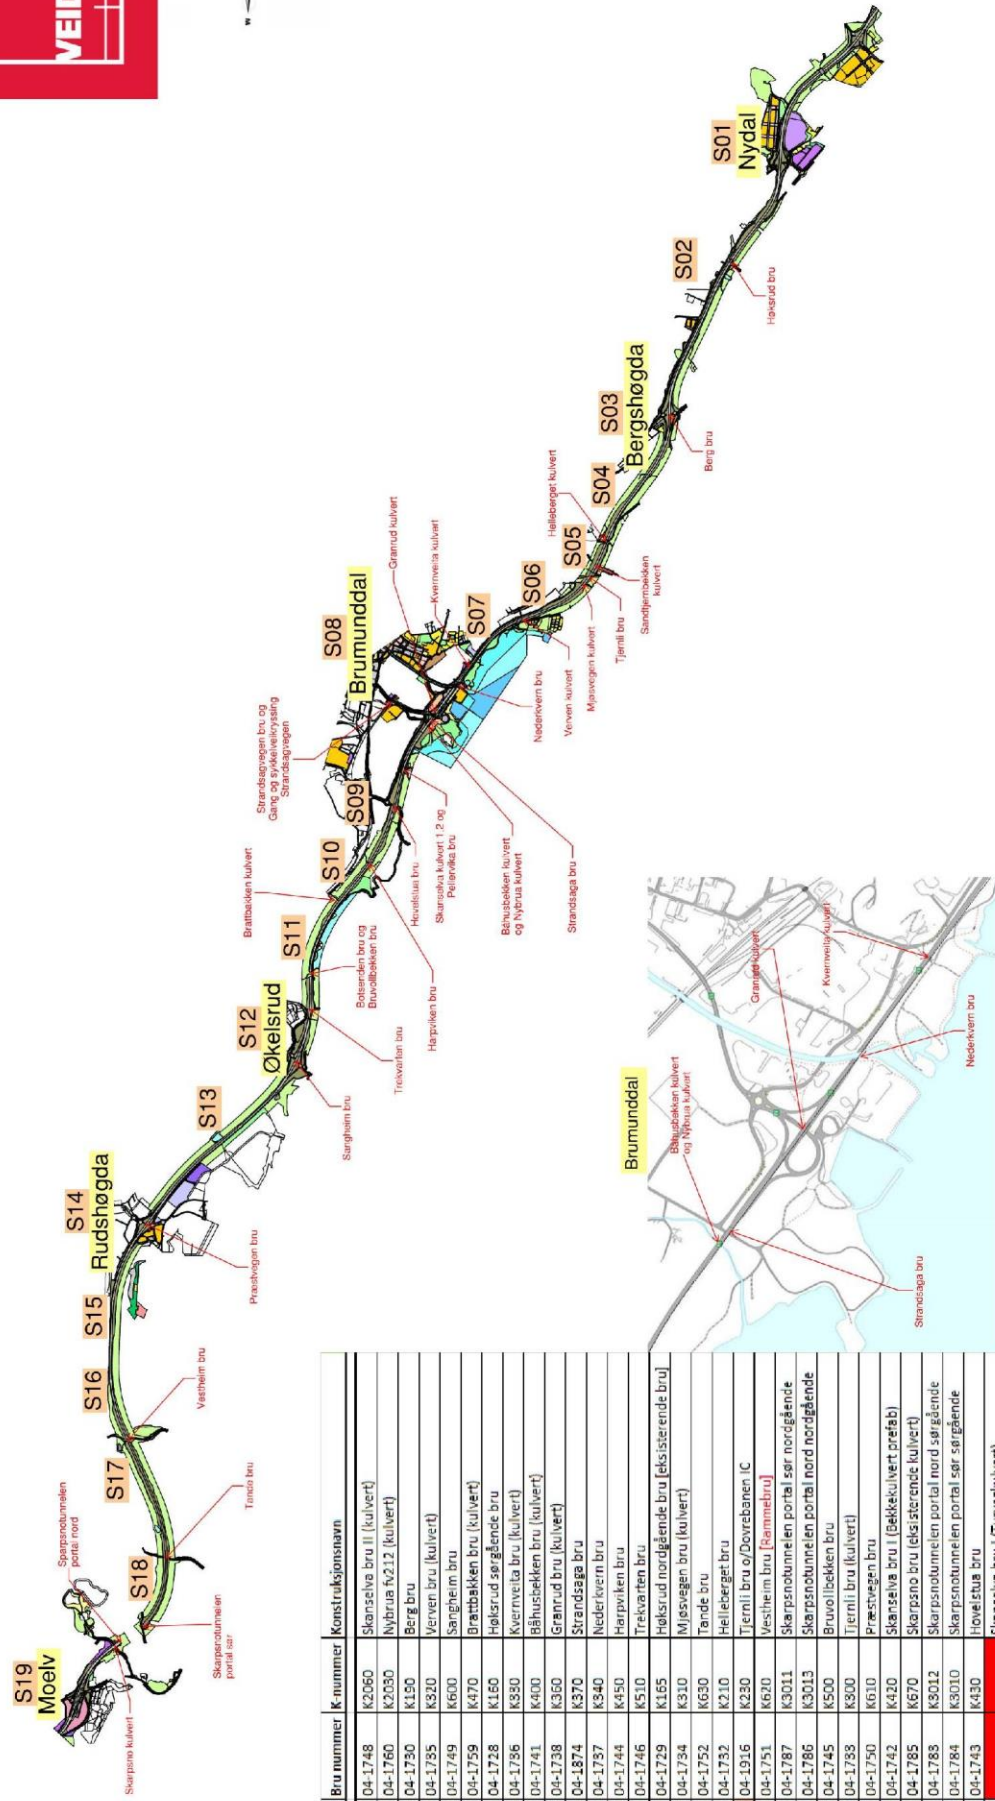 VEID
N
S19
Moelv
Skarpsno kulvert
Sparpsnotunnelen
portal nord
Skarpsnotunnelen
portal sør
S18
Tande bru
S17
Vestheim bru
S16
S15
S14
Rudshøgda
Præstvegen bru
S13
S12
Økelsrud
Sangheim bru
Trekvarten bru
S11
Botsenden bru og
Bruvollbekken bru
Brattbakken kulvert
S10
Harpviken bru
S09
Hovelstua bru
Skanselva kulvert 1,2 og
Pellervika bru
Strandsagvegen bru og
Gang og sykkelveikryssing
Strandsagvegen
S08
Brumunddal
Båhusbekken kulvert
og Nybrua kulvert
Strandsaga bru
Granrud kulvert
Kvernveita kulvert
S07
Nederkvern bru
S06
Verven kulvert
Mjøsvegen kulvert
S05
Tjernli bru
Sandtjernbekken
kulvert
Helleberget kulvert
S04
S03
Bergshøgda
Berg bru
S02
Høksrud bru
S01
Nydal
Brumunddal
Båhusbekken kulvert
og Nybrua kulvert
Granrud kulvert
Kvernveita kulvert
Nederkvern bru
Strandsaga bru
Bru nummer K-nummer Konstruksjonsnavn
04-1748 K2060 Skanselva bru II (kulvert)
04-1760 K2030 Nybrua fv212 (kulvert)
04-1730 K190 Berg bru
04-1735 K320 Verven bru (kulvert)
04-1749 K600 Sangheim bru
04-1759 K470 Brattbakken bru (kulvert)
04-1728 K160 Høksrud sørgående bru
04-1736 K330 Kvernveita bru (kulvert)
04-1741 K400 Båhusbekken bru (kulvert)
04-1738 K360 Granrud bru (kulvert)
04-1874 K370 Strandsaga bru
04-1737 K340 Nederkvern bru
04-1744 K450 Harpviken bru
04-1746 K510 Trekvarten bru
04-1729 K165 Høksrud nordgående bru [eksisterende bru]
04-1734 K310 Mjøsvegen bru (kulvert)
04-1752 K630 Tande bru
04-1732 K210 Helleberget bru
04-1916 K230 Tjernli bru o/Dovrebanen IC
04-1751 K620 Vestheim bru [Rammebru]
04-1787 K3011 Skarpsnotunnelen portal sør nordgående
04-1786 K3013 Skarpsnotunnelen portal nord nordgående
04-1745 K500 Bruvollbekken bru
04-1733 K300 Tjernli bru (kulvert)
04-1750 K610 Præstvegen bru
04-1742 K420 Skanselva bru I (Bekkekulvert prefab)
04-1785 K670 Skarpsno bru (eksisterende kulvert)
04-1783 K3012 Skarpsnotunnelen portal nord sørgående
04-1784 K3010 Skarpsnotunnelen portal sør sørgående
04-1743 K430 Hovelstua bru